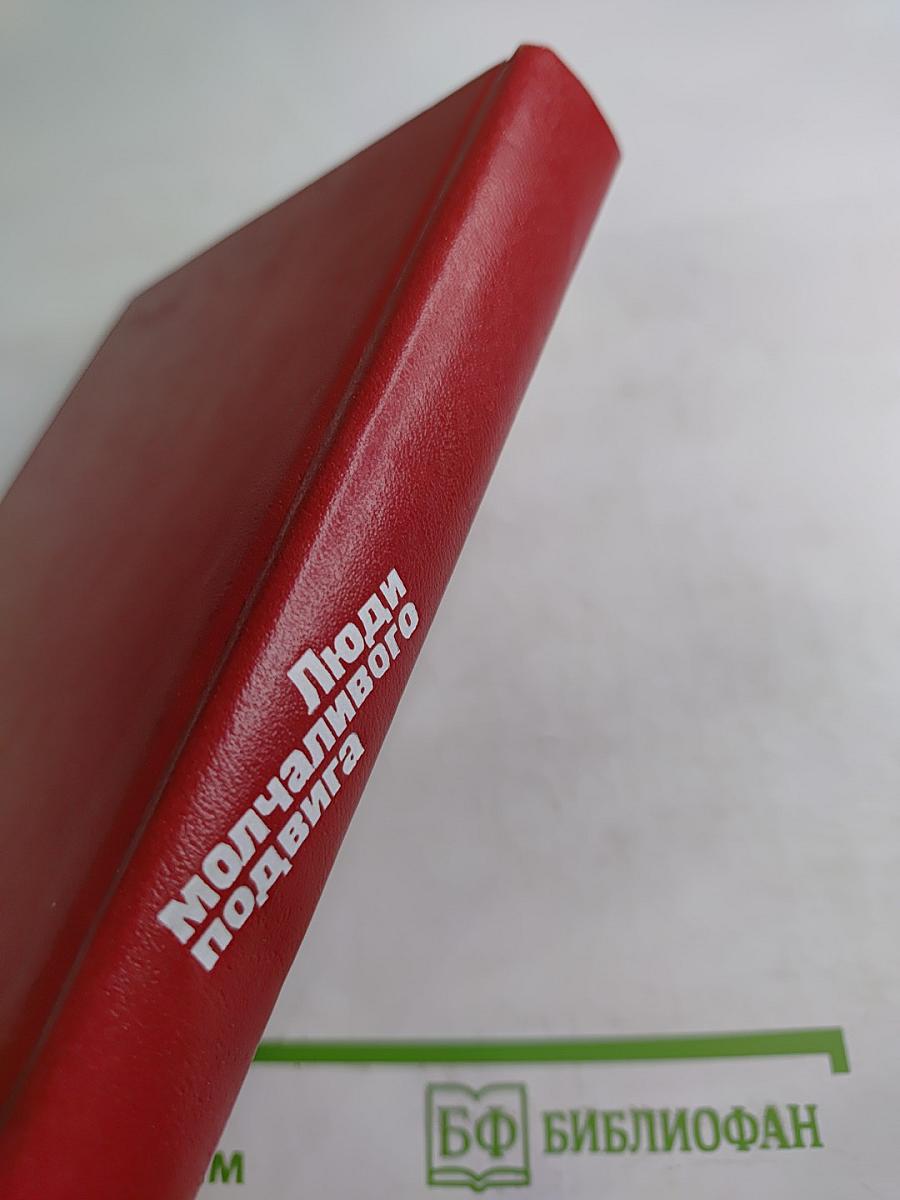 Люди
молчаливого
подвига
БФ БИБЛИОФАН
м